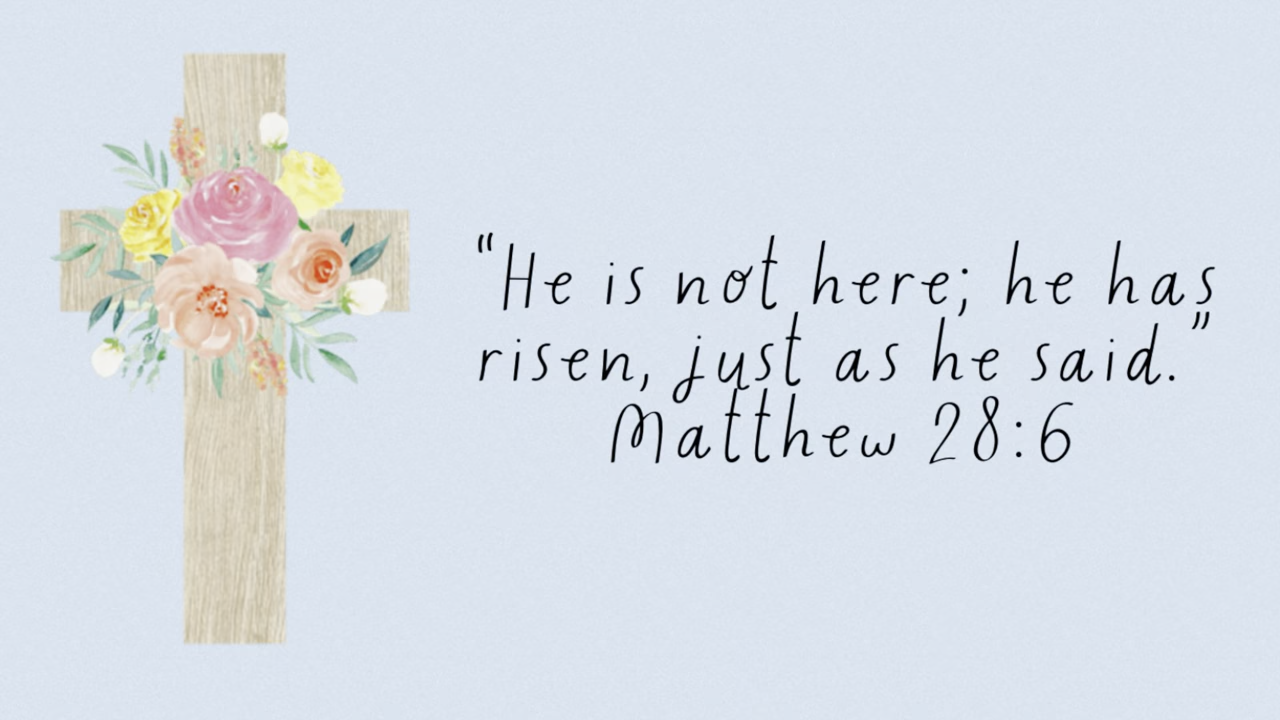 “He is not here; he has
risen, just as he said.”
Matthew 28:6